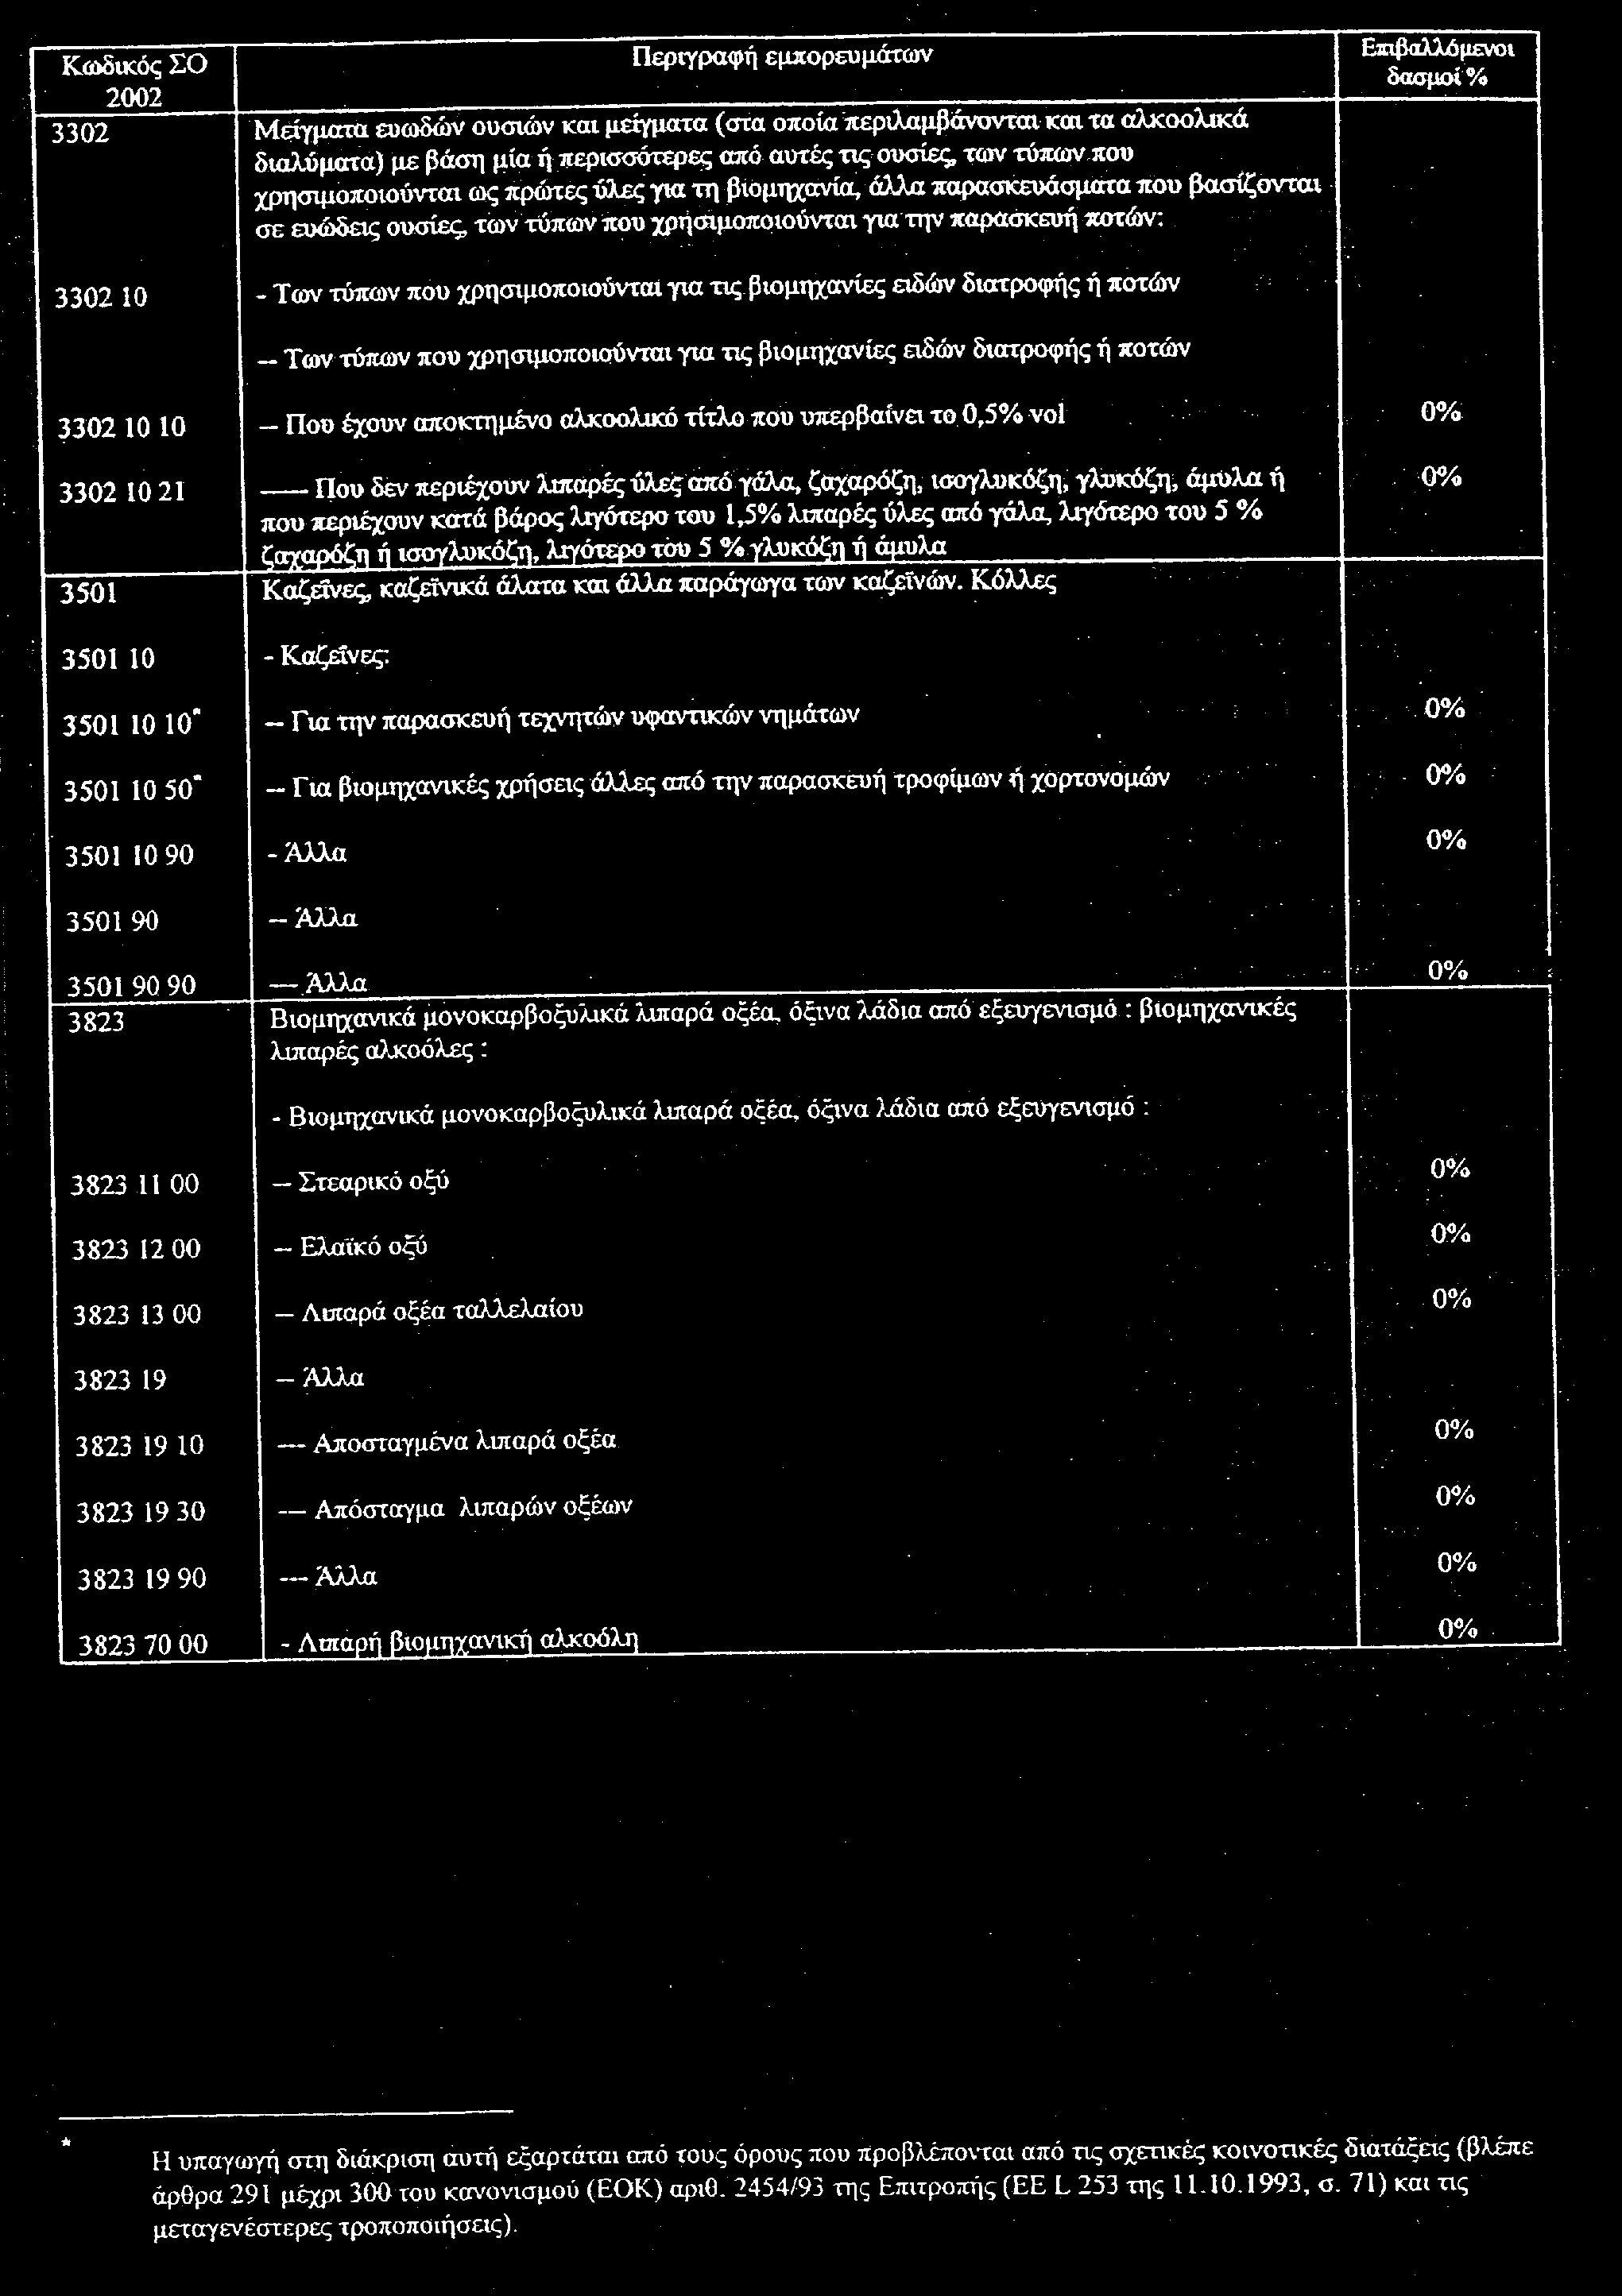 Κωδικός ΣΟ 2002 Περιγραφή εμπορευμάτων Επιβαλλόμενοι δασμοί %
3302 Μείγματα ευωδών ουσιών και μείγματα (στα οποία περιλαμβάνονται και τα αλκοολικά
διαλύματα) με βάση μία ή περισσότερες από αυτές τις ουσίες, των τύπων που
χρησιμοποιούνται ως πρώτες ύλες για τη βιομηχανία, άλλα παρασκευάσματα που βασίζονται
σε ευώδεις ουσίες, των τύπων που χρησιμοποιούνται για την παρασκευή ποτών:
3302 10 - Των τύπων που χρησιμοποιούνται για τις βιομηχανίες ειδών διατροφής ή ποτών
-- Των τύπων που χρησιμοποιούνται για τις βιομηχανίες ειδών διατροφής ή ποτών
3302 10 10 -- Που έχουν αποκτημένο αλκοολικό τίτλο που υπερβαίνει το 0,5% vol 0%
3302 10 21 ---- Που δεν περιέχουν λιπαρές ύλες από γάλα, ζαχαρόζη, ισογλυκόζη, γλυκόζη, άμυλα ή 0%
που περιέχουν κατά βάρος λιγότερο του 1,5% λιπαρές ύλες από γάλα, λιγότερο του 5 %
ζαχαρόζη ή ισογλυκόζη, λιγότερο του 5 % γλυκόζη ή άμυλα
3501 Καζεΐνες, καζεϊνικά άλατα και άλλα παράγωγα των καζεϊνών. Κόλλες
3501 10 - Καζεΐνες:
3501 10 10* -- Για την παρασκευή τεχνητών υφαντικών νημάτων 0%
3501 10 50* -- Για βιομηχανικές χρήσεις άλλες από την παρασκευή τροφίμων ή χορτονομών 0%
3501 10 90 - Άλλα 0%
3501 90 -- Άλλα
3501 90 90 --- Άλλα 0%
3823 Βιομηχανικά μονοκαρβοξυλικά λιπαρά οξέα, όξινα λάδια από εξευγενισμό : βιομηχανικές
λιπαρές αλκοόλες :
- Βιομηχανικά μονοκαρβοξυλικά λιπαρά οξέα, όξινα λάδια από εξευγενισμό :
3823 11 00 -- Στεαρικό οξύ 0%
3823 12 00 -- Ελαϊκό οξύ 0%
3823 13 00 -- Λιπαρά οξέα ταλλελαίου 0%
3823 19 -- Άλλα
3823 19 10 --- Αποσταγμένα λιπαρά οξέα 0%
3823 19 30 --- Απόσταγμα λιπαρών οξέων 0%
3823 19 90 --- Άλλα 0%
3823 70 00 - Λιπαρή βιομηχανική αλκοόλη 0%
* Η υπαγωγή στη διάκριση αυτή εξαρτάται από τους όρους που προβλέπονται από τις σχετικές κοινοτικές διατάξεις (βλέπε
άρθρα 291 μέχρι 300 του κανονισμού (ΕΟΚ) αριθ. 2454/93 της Επιτροπής (ΕΕ L 253 της 11.10.1993, σ. 71) και τις
μεταγενέστερες τροποποιήσεις).